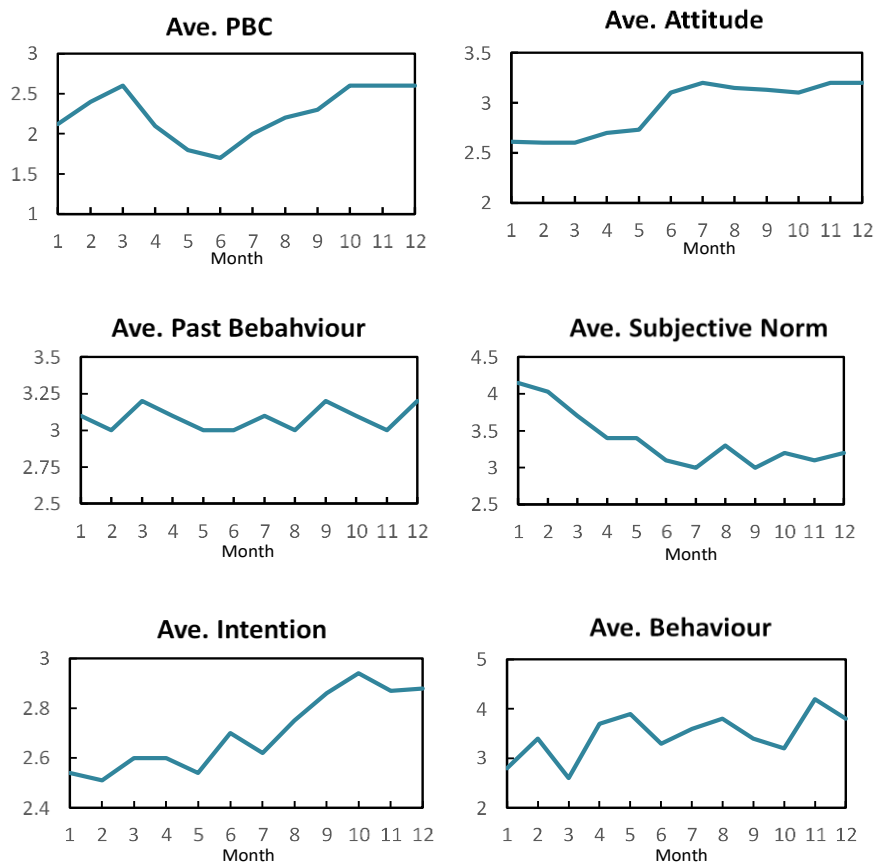 Ave. PBC
3
2.5
2
1.5
1
1 2 3 4 5 6 7 8 9 10 11 12
Month
Ave. Attitude
3.5
3
2.5
2
1 2 3 4 5 6 7 8 9 10 11 12
Month
Ave. Past Bebahviour
3.5
3.25
3
2.75
2.5
1 2 3 4 5 6 7 8 9 10 11 12
Month
Ave. Subjective Norm
4.5
4
3.5
3
2.5
1 2 3 4 5 6 7 8 9 10 11 12
Month
Ave. Intention
3
2.8
2.6
2.4
1 2 3 4 5 6 7 8 9 10 11 12
Month
Ave. Behaviour
5
4
3
2
1 2 3 4 5 6 7 8 9 10 11 12
Month